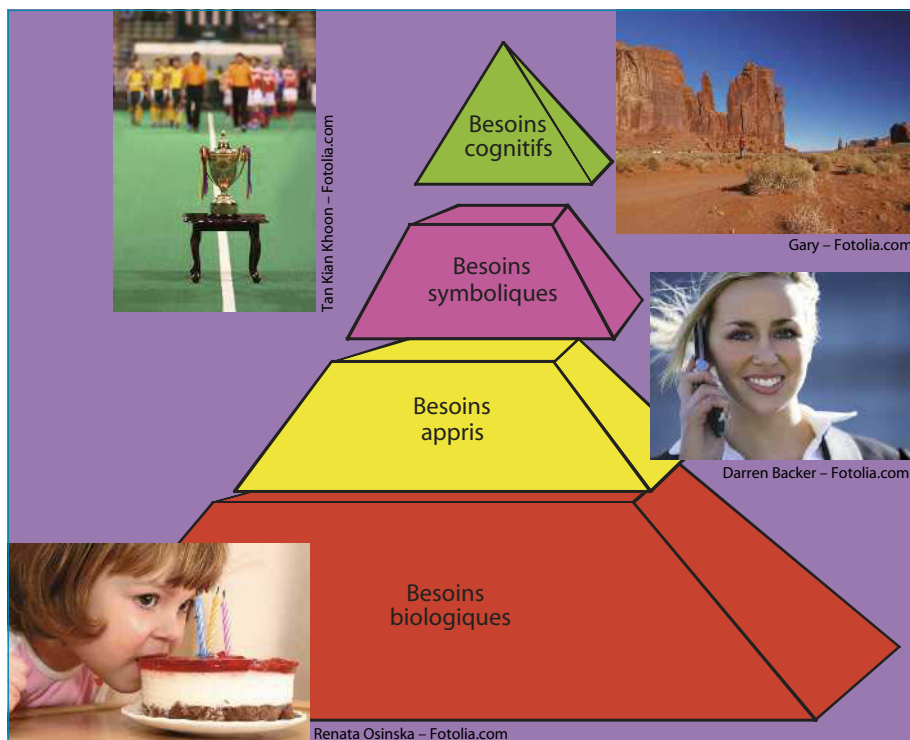 Besoins
cognitifs
Tan Kian Khoon – Fotolia.com
Gary – Fotolia.com
Besoins
symboliques
Besoins
appris
Darren Backer – Fotolia.com
Besoins
biologiques
Renata Osinska – Fotolia.com